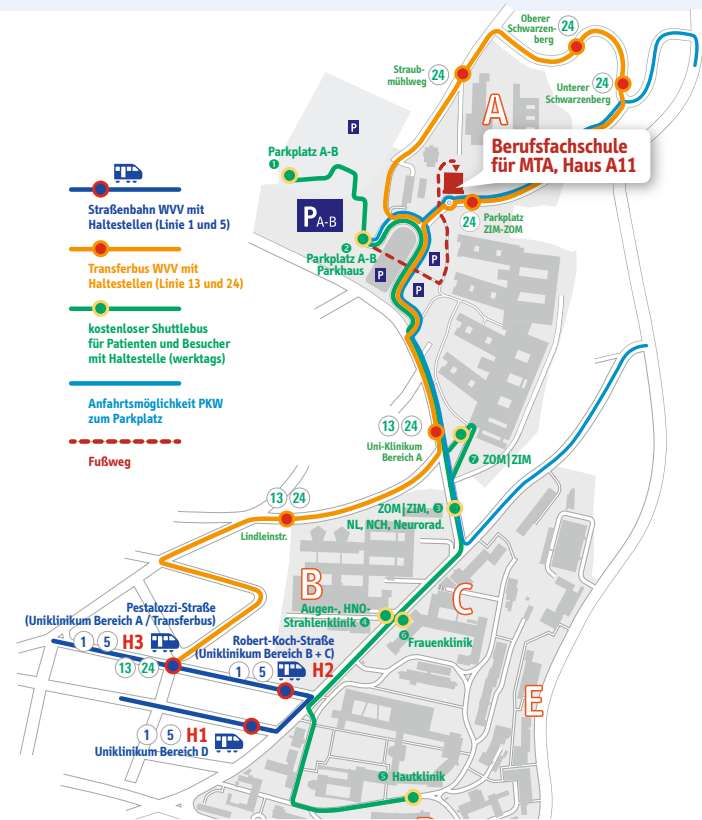 Oberer
Schwarzen-
berg
24
Straub-
mühlweg
24
24
Unterer
Schwarzenberg
A
Berufsfachschule
für MTA, Haus A11
P
Parkplatz A-B
1
P A-B
24
Parkplatz
ZIM-ZOM
2
Parkplatz A-B
Parkhaus
P
P
P
Straßenbahn WVV mit
Haltestellen (Linie 1 und 5)
Transferbus WVV mit
Haltestellen (Linie 13 und 24)
kostenloser Shuttlebus
für Patienten und Besucher
mit Haltestelle (werktags)
Anfahrtsmöglichkeit PKW
zum Parkplatz
Fußweg
13 24
Uni-Klinikum
Bereich A
7 ZOM|ZIM
13 24
Lindleinstr.
ZOM|ZIM, 3
NL, NCH, Neurorad.
B
C
Augen-, HNO-
Strahlenklinik 4
6
Frauenklinik
Pestalozzi-Straße
(Uniklinikum Bereich A / Transferbus)
1 5 H3
13 24
Robert-Koch-Straße
(Uniklinikum Bereich B + C)
1 5 H2
E
1 5 H1
Uniklinikum Bereich D
5 Hautklinik